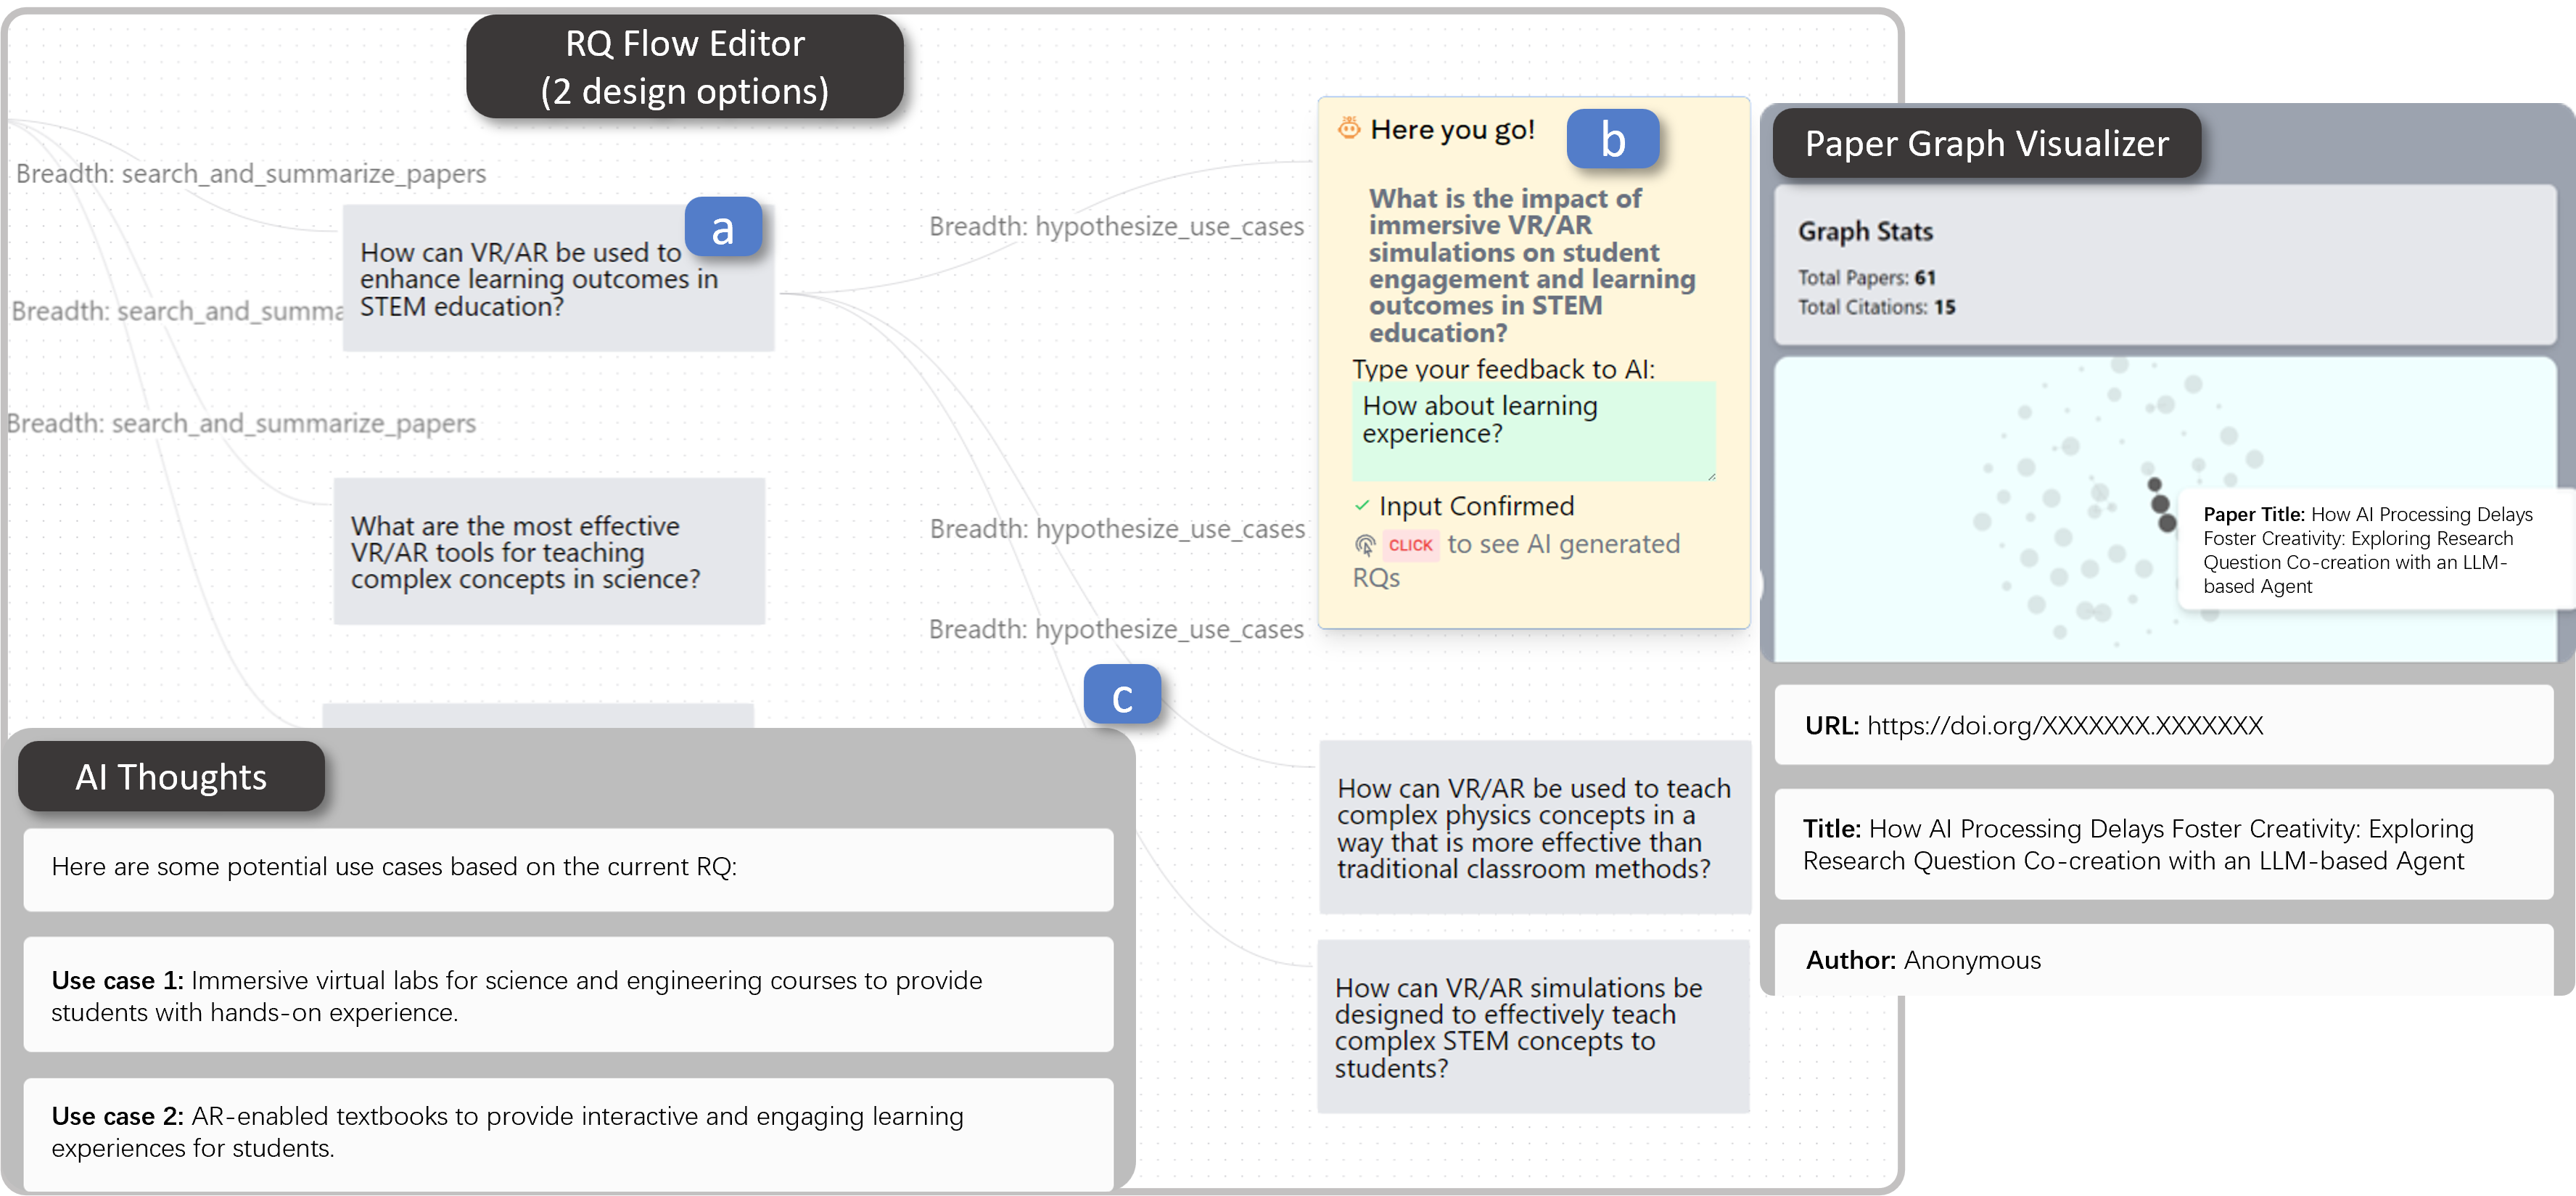 RQ Flow Editor
(2 design options)
Breadth: search_and_summarize_papers
a
How can VR/AR be used to
enhance learning outcomes in
STEM education?
Breadth: search_and_summa
Breadth: search_and_summarize_papers
What are the most effective
VR/AR tools for teaching
complex concepts in science?
Breadth: hypothesize_use_cases
Breadth: hypothesize_use_cases
Breadth: hypothesize_use_cases
c
Here you go!
b
What is the impact of
immersive VR/AR
simulations on student
engagement and learning
outcomes in STEM
education?
Type your feedback to AI:
How about learning
experience?
Input Confirmed
CLICK to see AI generated
RQs
How can VR/AR be used to teach
complex physics concepts in a
way that is more effective than
traditional classroom methods?
How can VR/AR simulations be
designed to effectively teach
complex STEM concepts to
students?
AI Thoughts
Here are some potential use cases based on the current RQ:
Use case 1: Immersive virtual labs for science and engineering courses to provide
students with hands-on experience.
Use case 2: AR-enabled textbooks to provide interactive and engaging learning
experiences for students.
Paper Graph Visualizer
Graph Stats
Total Papers: 61
Total Citations: 15
Paper Title: How AI Processing Delays
Foster Creativity: Exploring Research
Question Co-creation with an LLM-
based Agent
URL: https://doi.org/XXXXXXX.XXXXXXX
Title: How AI Processing Delays Foster Creativity: Exploring
Research Question Co-creation with an LLM-based Agent
Author: Anonymous